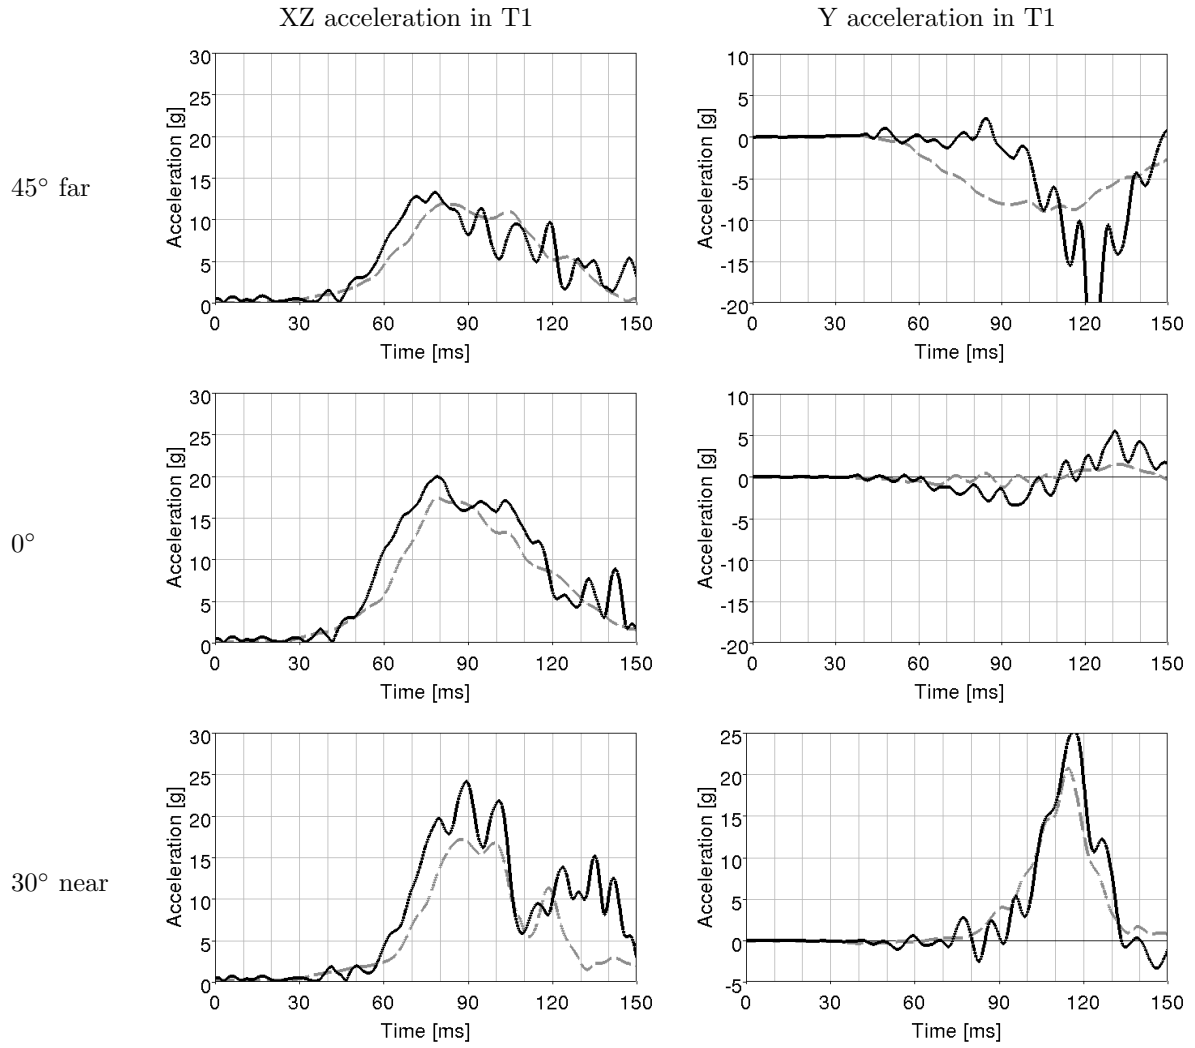 XZ acceleration in T1
Y acceleration in T1
45° far
Acceleration [g]
30
25
20
15
10
5
0
0 30 60 90 120 150
Time [ms]
Acceleration [g]
10
5
0
-5
-10
-15
-20
0 30 60 90 120 150
Time [ms]
0°
Acceleration [g]
30
25
20
15
10
5
0
0 30 60 90 120 150
Time [ms]
Acceleration [g]
10
5
0
-5
-10
-15
-20
0 30 60 90 120 150
Time [ms]
30° near
Acceleration [g]
30
25
20
15
10
5
0
0 30 60 90 120 150
Time [ms]
Acceleration [g]
25
20
15
10
5
0
-5
0 30 60 90 120 150
Time [ms]